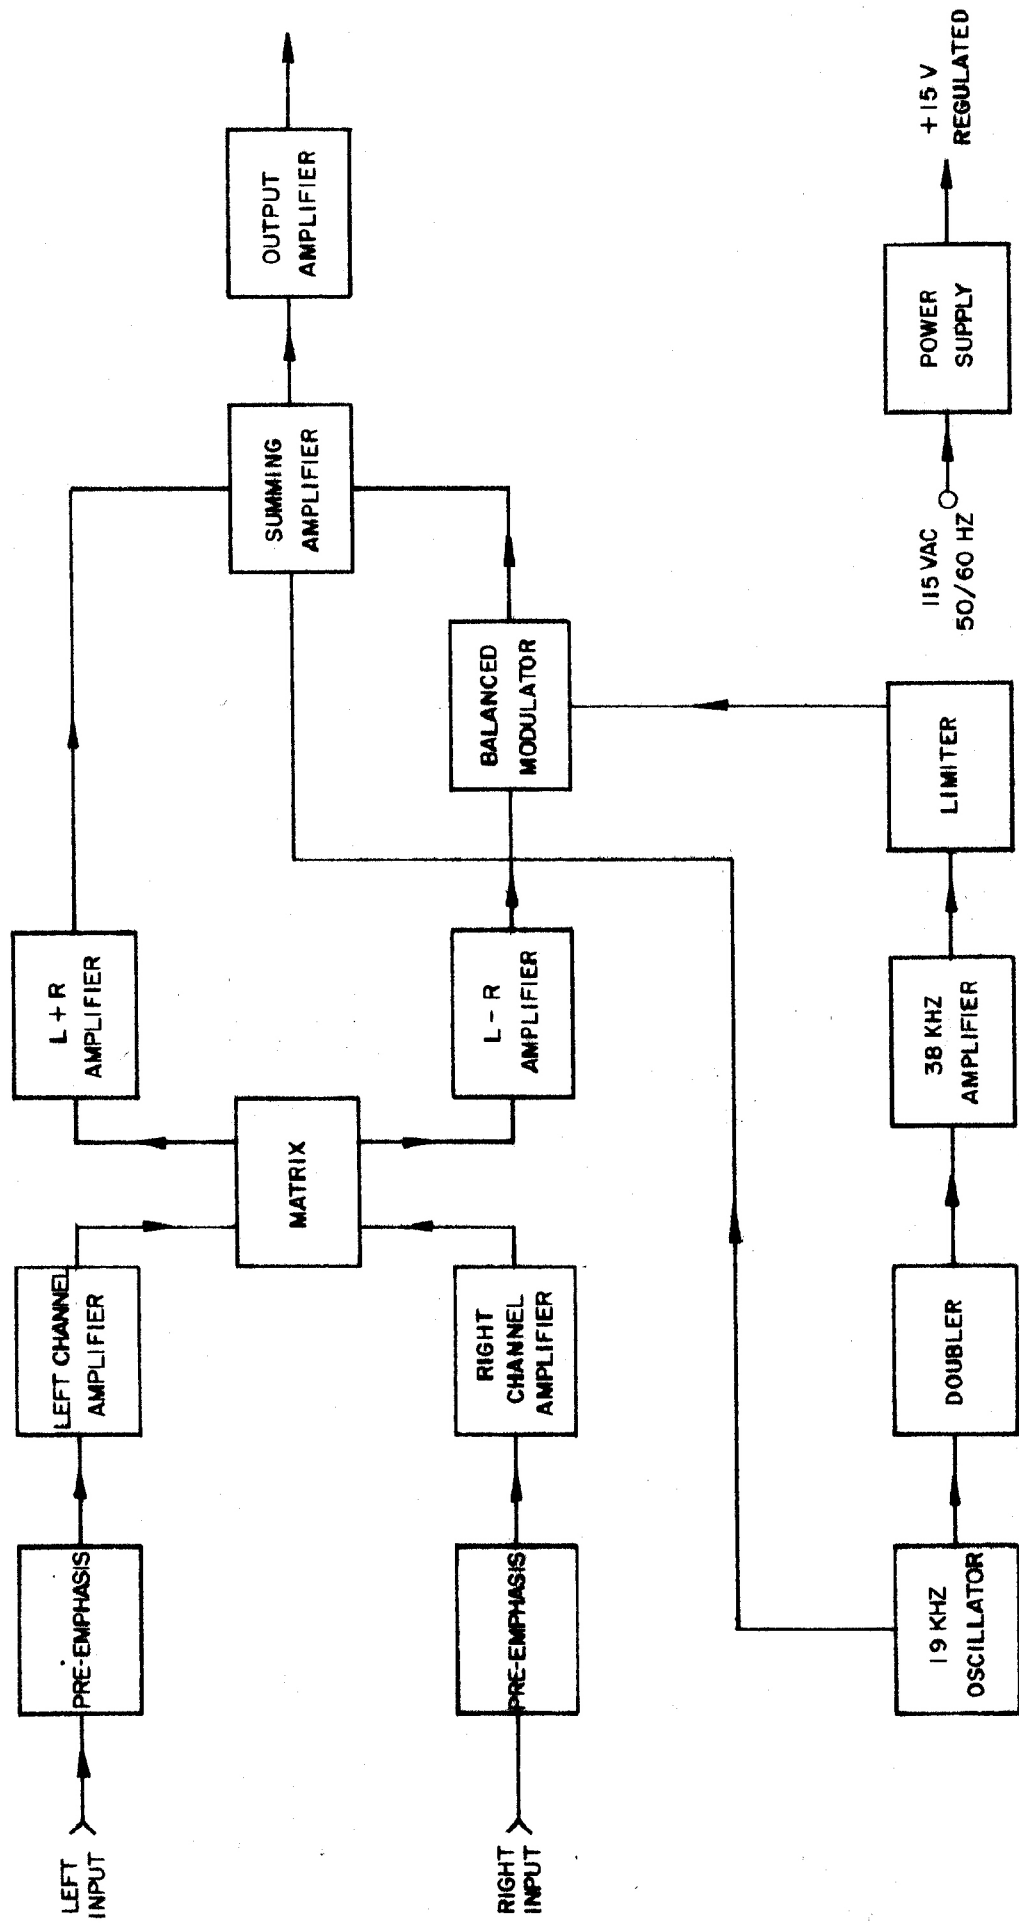 LEFT
INPUT
PRE-EMPHASIS
LEFT CHANNEL
AMPLIFIER
L+R
AMPLIFIER
RIGHT
INPUT
PRE-EMPHASIS
RIGHT
CHANNEL
AMPLIFIER
MATRIX
L-R
AMPLIFIER
BALANCED
MODULATOR
SUMMING
AMPLIFIER
OUTPUT
AMPLIFIER
19 KHZ
OSCILLATOR
DOUBLER
38 KHZ
AMPLIFIER
LIMITER
115 VAC
50/60 HZ
POWER
SUPPLY
+15 V
REGULATED